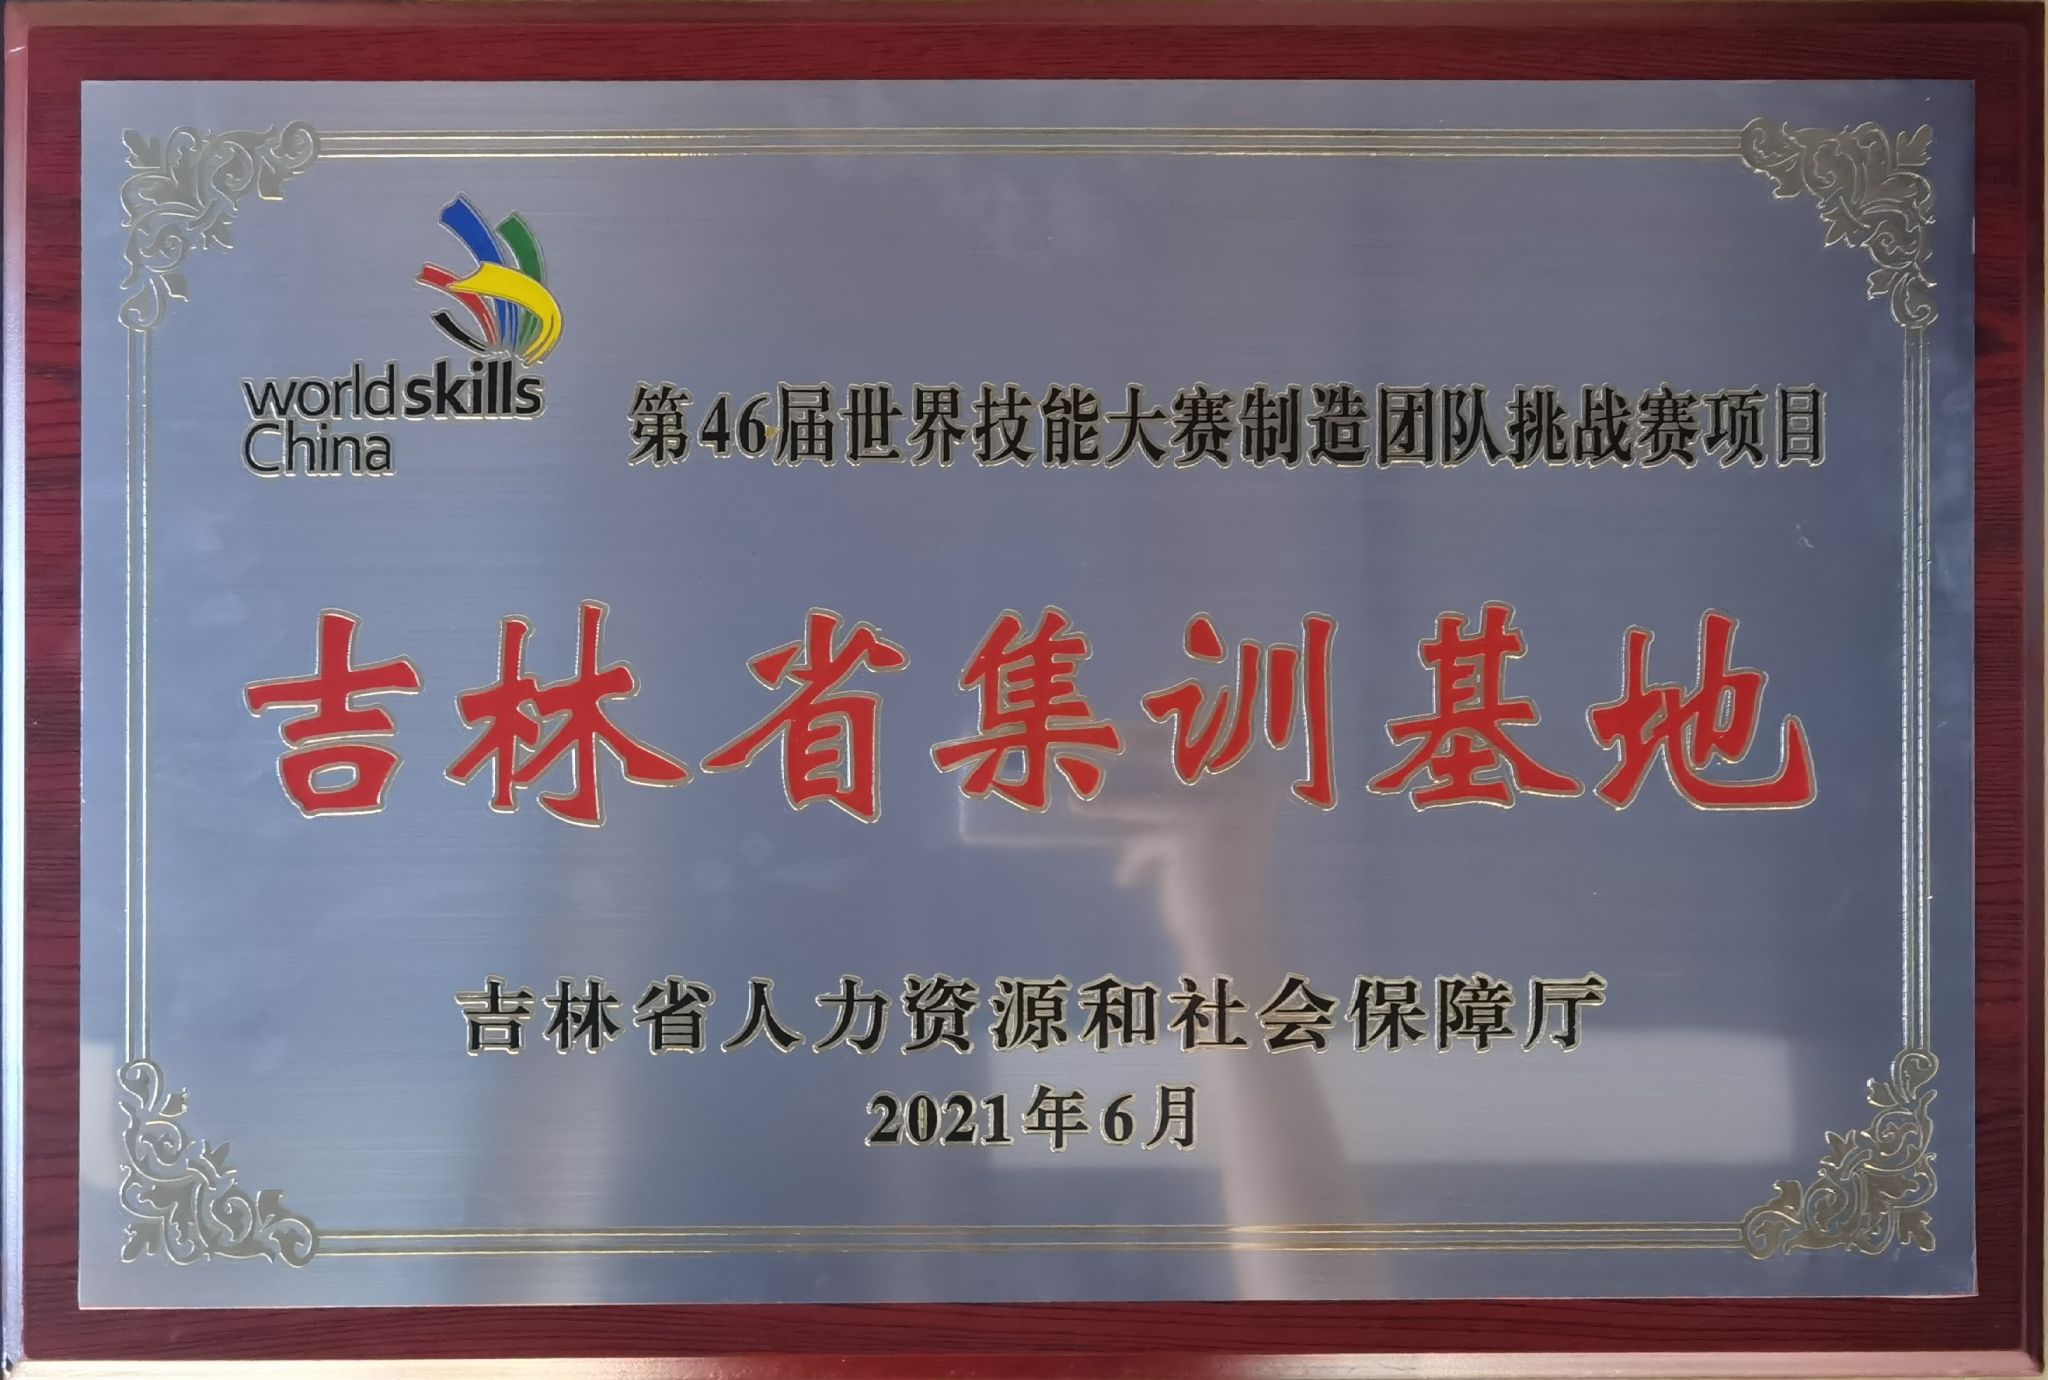 worldskills
China
第46届世界技能大赛制造团队挑战赛项目
吉林省集训基地
吉林省人力资源和社会保障厅
2021年6月